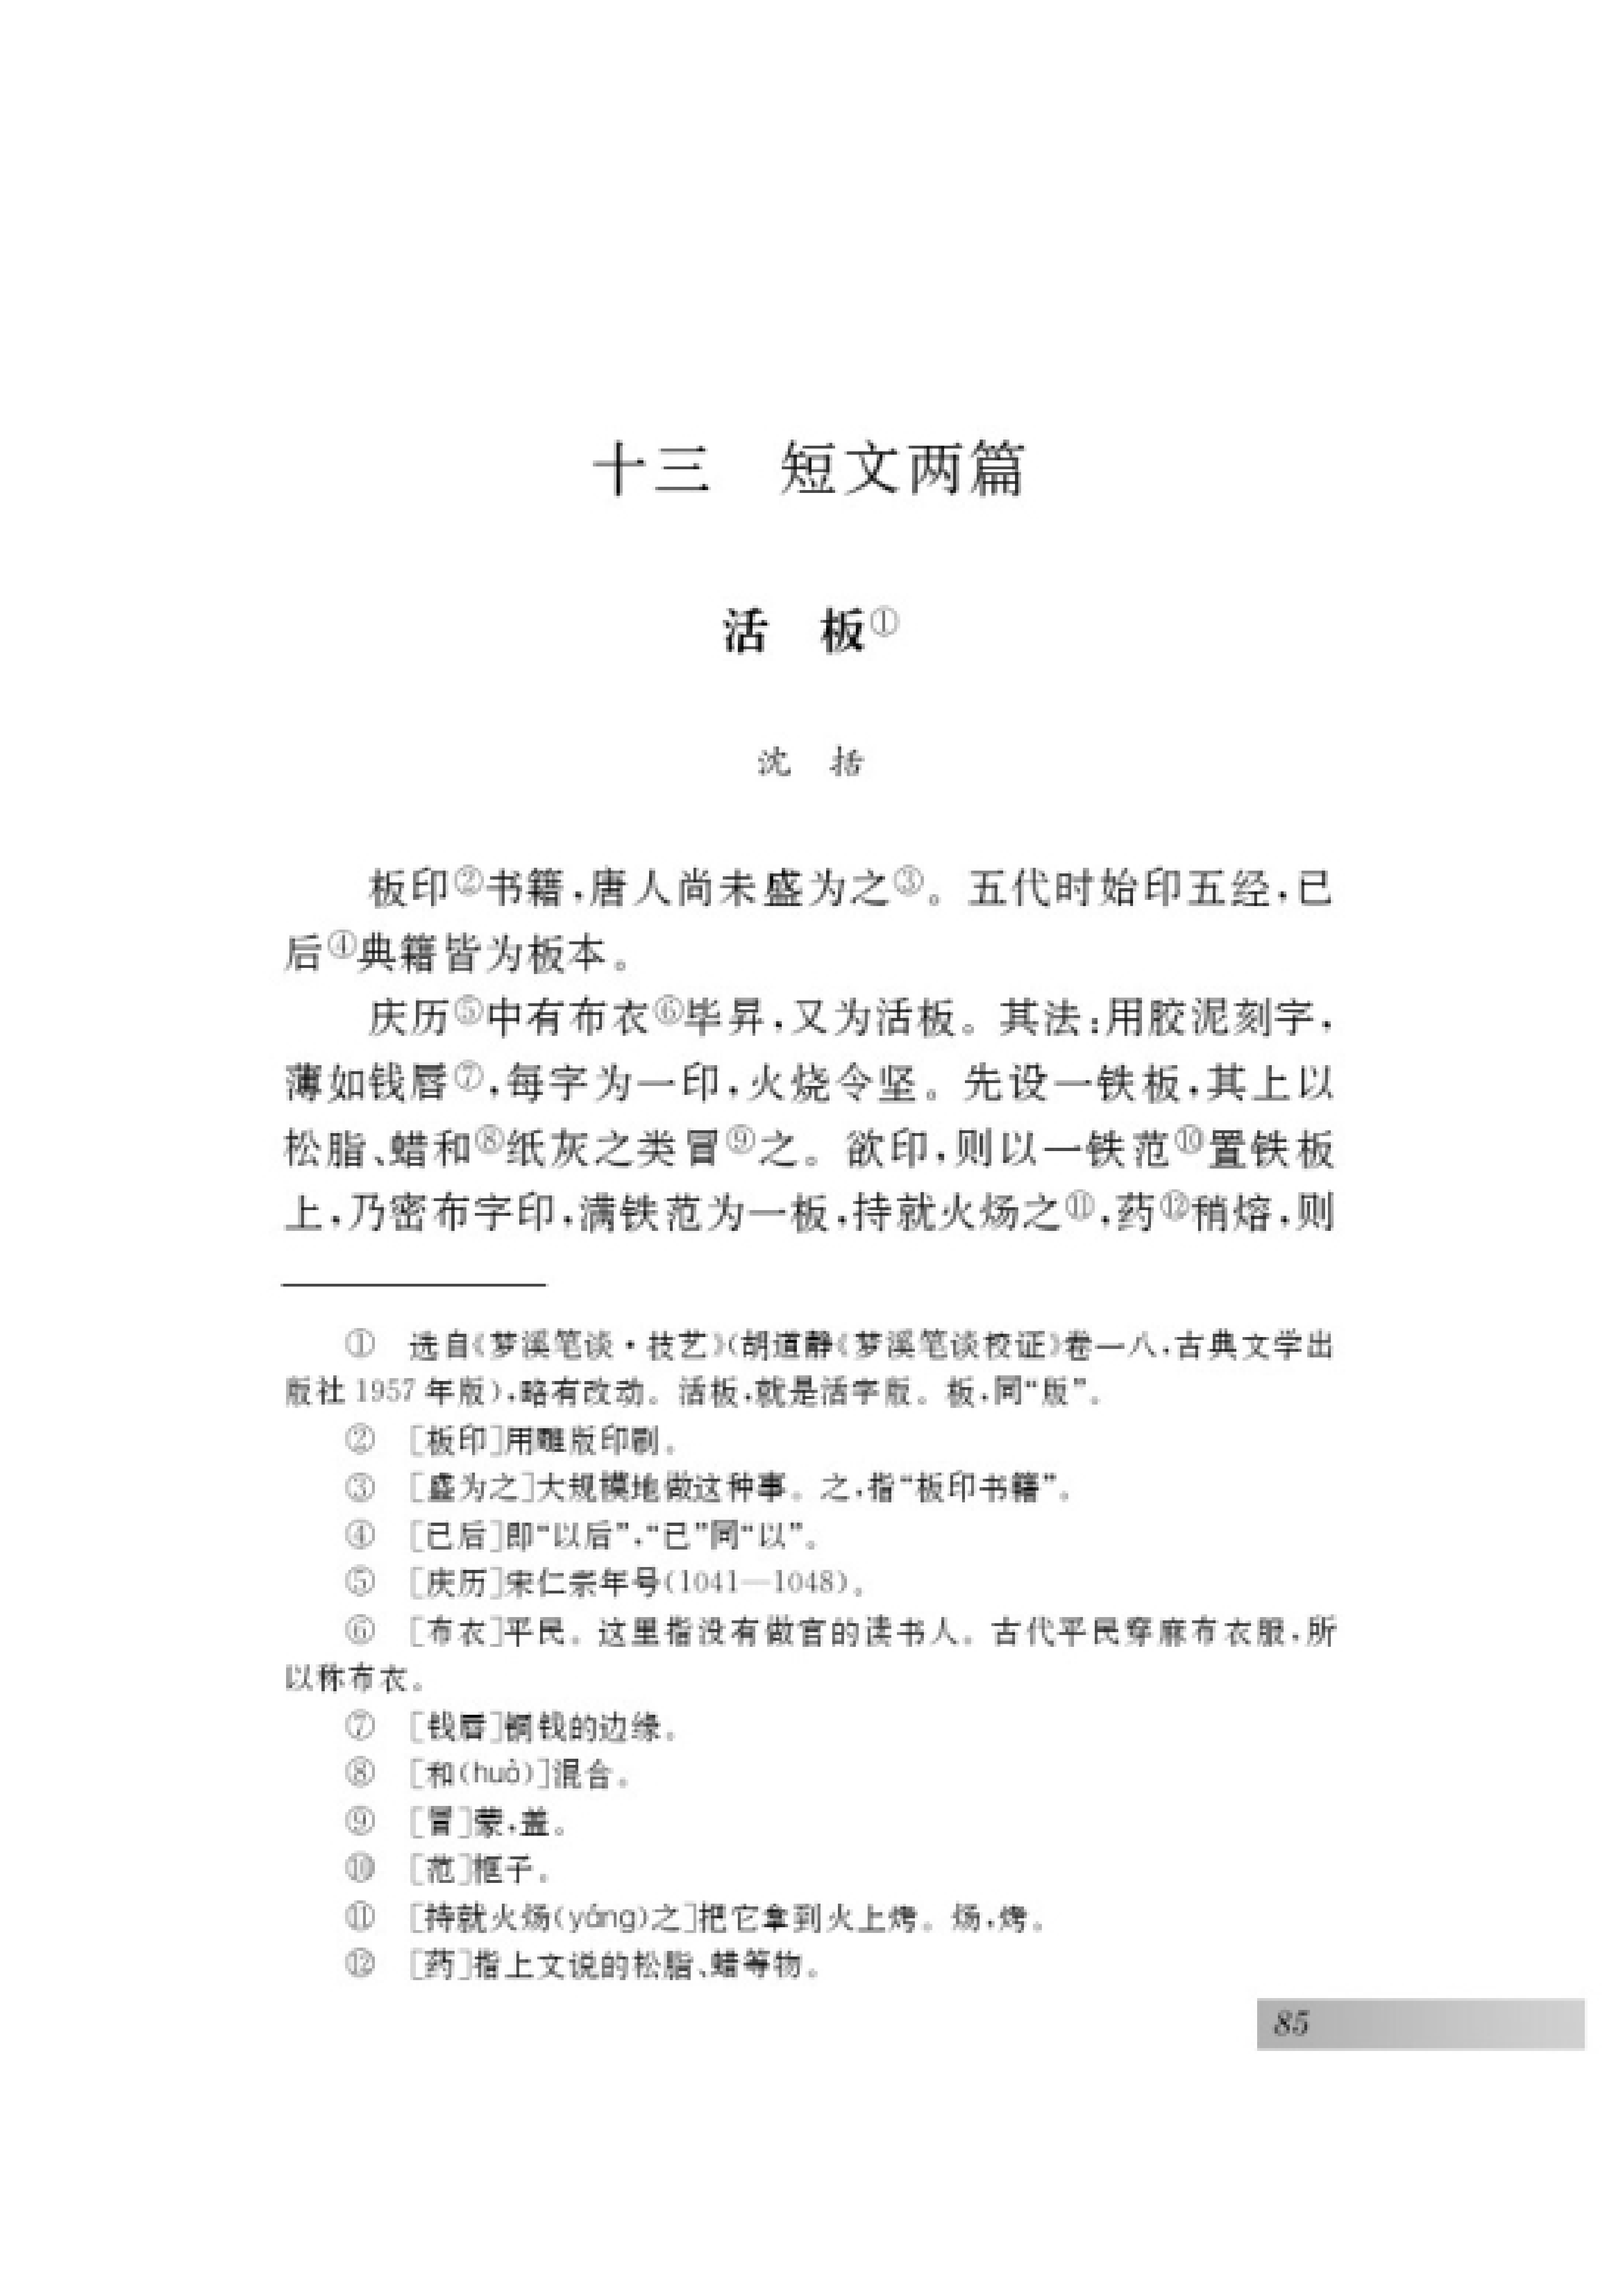 十三　短文两篇
活　板①
沈　括
板印②书籍，唐人尚未盛为之③。五代时始印五经，已
后④典籍皆为板本。
庆历⑤中有布衣⑥毕昇，又为活板。其法：用胶泥刻字，
薄如钱唇⑦，每字为一印，火烧令坚。先设一铁板，其上以
松脂、蜡和⑧纸灰之类冒⑨之。欲印，则以一铁范⑩置铁板
上，乃密布字印，满铁范为一板，持就火炀之⑪，药⑫稍熔，则
①　选自《梦溪笔谈·技艺》（胡道静《梦溪笔谈校证》卷一八，古典文学出
版社1957年版），略有改动。活板，就是活字版。板，同“版”。
②　［板印］用雕版印刷。
③　［盛为之］大规模地做这种事。之，指“板印书籍”。
④　［已后］即“以后”，“已”同“以”。
⑤　［庆历］宋仁宗年号（1041—1048）。
⑥　［布衣］平民。这里指没有做官的读书人。古代平民穿麻布衣服，所
以称布衣。
⑦　［钱唇］铜钱的边缘。
⑧　［和（huò）］混合。
⑨　［冒］蒙，盖。
⑩　［范］框子。
⑪　［持就火炀（yáng）之］把它拿到火上烤。炀，烤。
⑫　［药］指上文说的松脂、蜡等物。
85